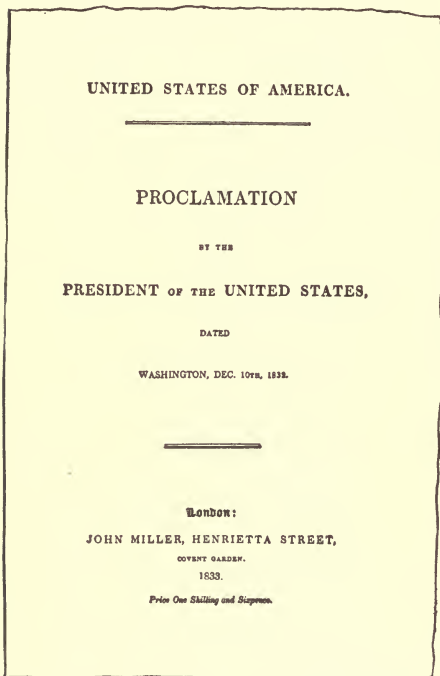 UNITED STATES OF AMERICA.
PROCLAMATION
BY THE
PRESIDENT OF THE UNITED STATES,
DATED
WASHINGTON, DEC. 10TH, 1832.
London:
JOHN MILLER, HENRIETTA STREET,
COVENT GARDEN.
1833.
Price One Shilling and Sixpence.